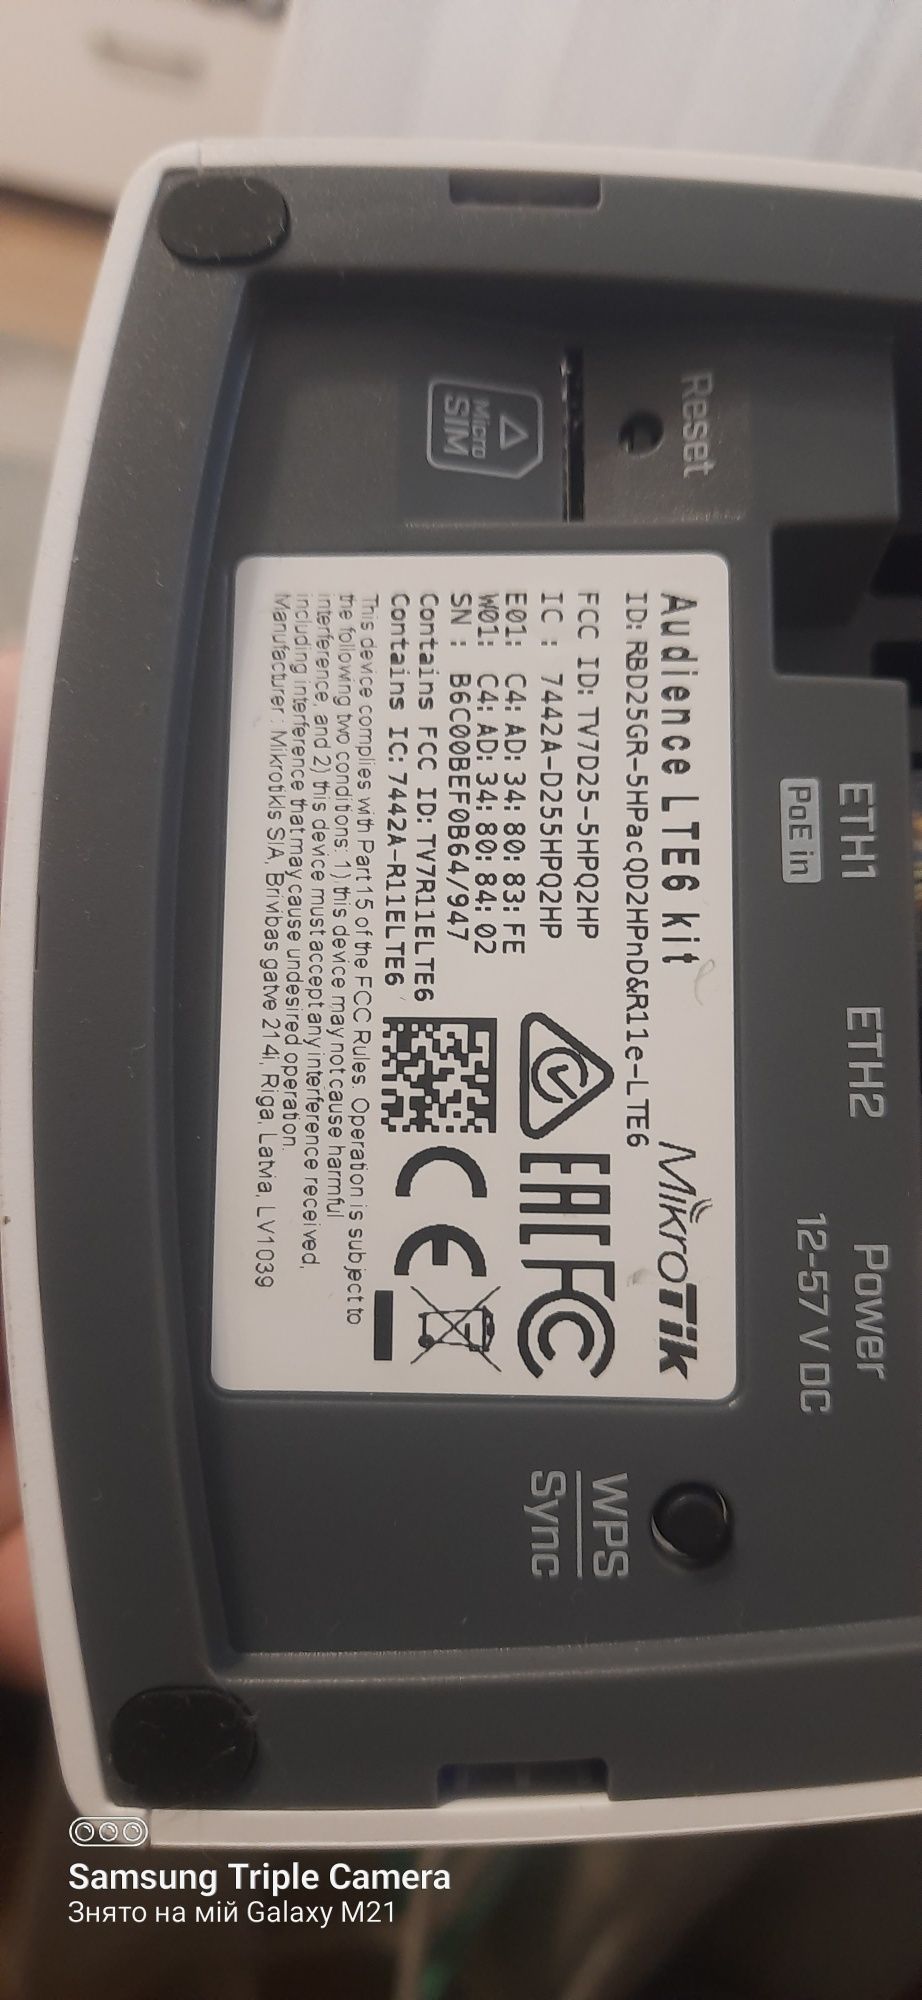 ETH1
PoE in
ETH2
Power
12-57 V DC
Reset
Micro
SIM
Audience LTE6 kit
MikroTik
ID: RBD25GR-5HPacQD2HPnD&R11e-LTE6
FCC ID: TV7D25-5HPQ2HP
IC : 7442A-D255HPQ2HP
E01: C4:AD:34:80:83:FE
W01: C4:AD:34:80:84:02
SN : B6C00BEF0B64/947
Contains FCC ID: TV7R11ELTE6
Contains IC: 7442A-R11ELTE6
EAC FC
CE
This device complies with Part 15 of the FCC Rules. Operation is subject to
the following two conditions: 1) this device may not cause harmful
interference, and 2) this device must accept any interference received,
including interference that may cause undesired operation.
Manufacturer: Mikrotikls SIA, Brivibas gatve 214i, Riga, Latvia, LV1039
WPS
Sync
Samsung Triple Camera
Знято на мій Galaxy M21